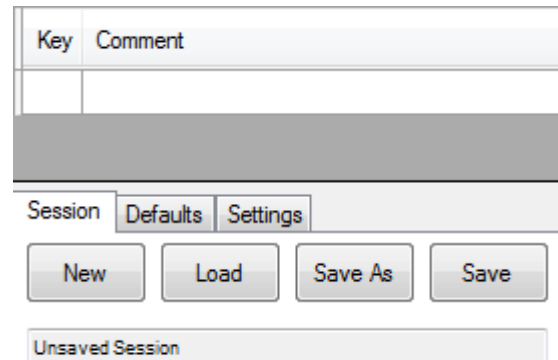 Key Comment
Session Defaults Settings
New Load Save As Save
Unsaved Session